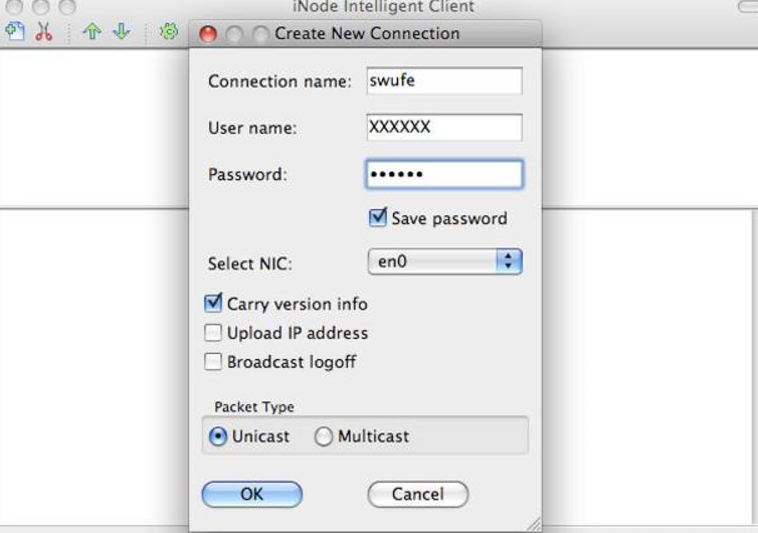 iNode Intelligent Client
Create New Connection
Connection name: swufe
User name: XXXXXX
Password: ••••••
Save password
Select NIC: en0
Carry version info
Upload IP address
Broadcast logoff
Packet Type
Unicast Multicast
OK Cancel